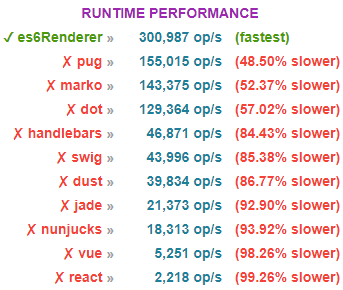 RUNTIME PERFORMANCE
✓ es6Renderer » 300,987 op/s (fastest)
✗ pug » 155,015 op/s (48.50% slower)
✗ marko » 143,375 op/s (52.37% slower)
✗ dot » 129,364 op/s (57.02% slower)
✗ handlebars » 46,871 op/s (84.43% slower)
✗ swig » 43,996 op/s (85.38% slower)
✗ dust » 39,834 op/s (86.77% slower)
✗ jade » 21,373 op/s (92.90% slower)
✗ nunjucks » 18,313 op/s (93.92% slower)
✗ vue » 5,251 op/s (98.26% slower)
✗ react » 2,218 op/s (99.26% slower)